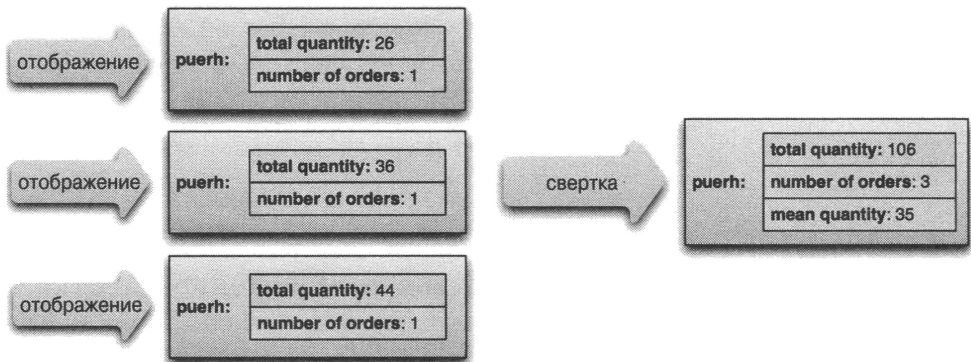 отображение
puerh:
total quantity: 26
number of orders: 1
отображение
puerh:
total quantity: 36
number of orders: 1
отображение
puerh:
total quantity: 44
number of orders: 1
свертка
puerh:
total quantity: 106
number of orders: 3
mean quantity: 35